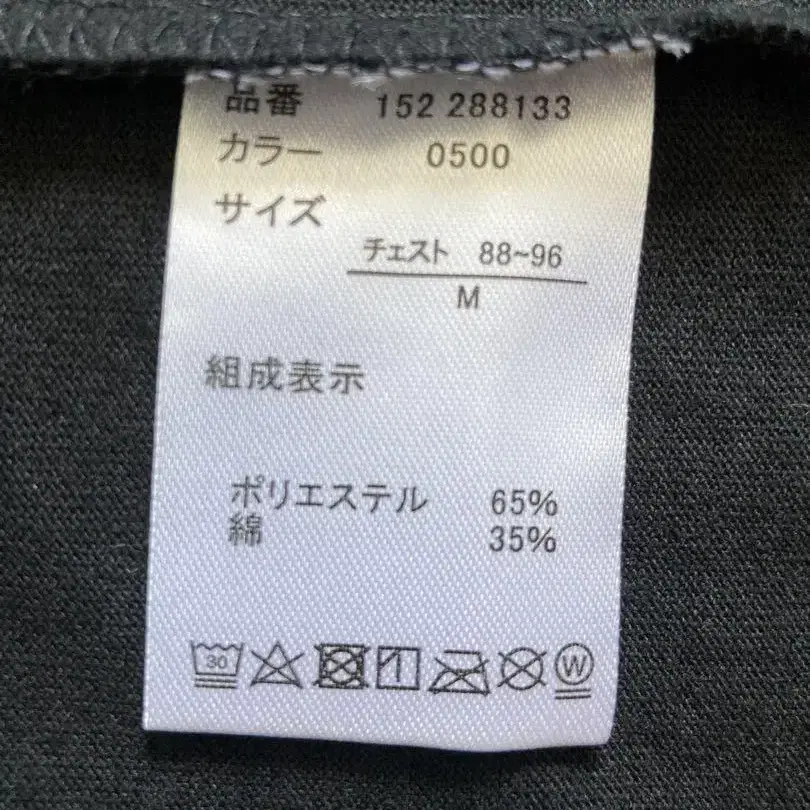 品番 152 288133
カラー 0500
サイズ
チェスト 88~96
M
組成表示
ポリエステル 65%
綿 35%
30 W